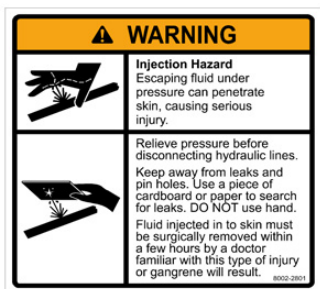 WARNING
Injection Hazard
Escaping fluid under
pressure can penetrate
skin, causing serious
injury.
Relieve pressure before
disconnecting hydraulic lines.
Keep away from leaks and
pin holes. Use a piece of
cardboard or paper to search
for leaks. DO NOT use hand.
Fluid injected in to skin must
be surgically removed within
a few hours by a doctor
familiar with this type of injury
or gangrene will result.
8002-2801